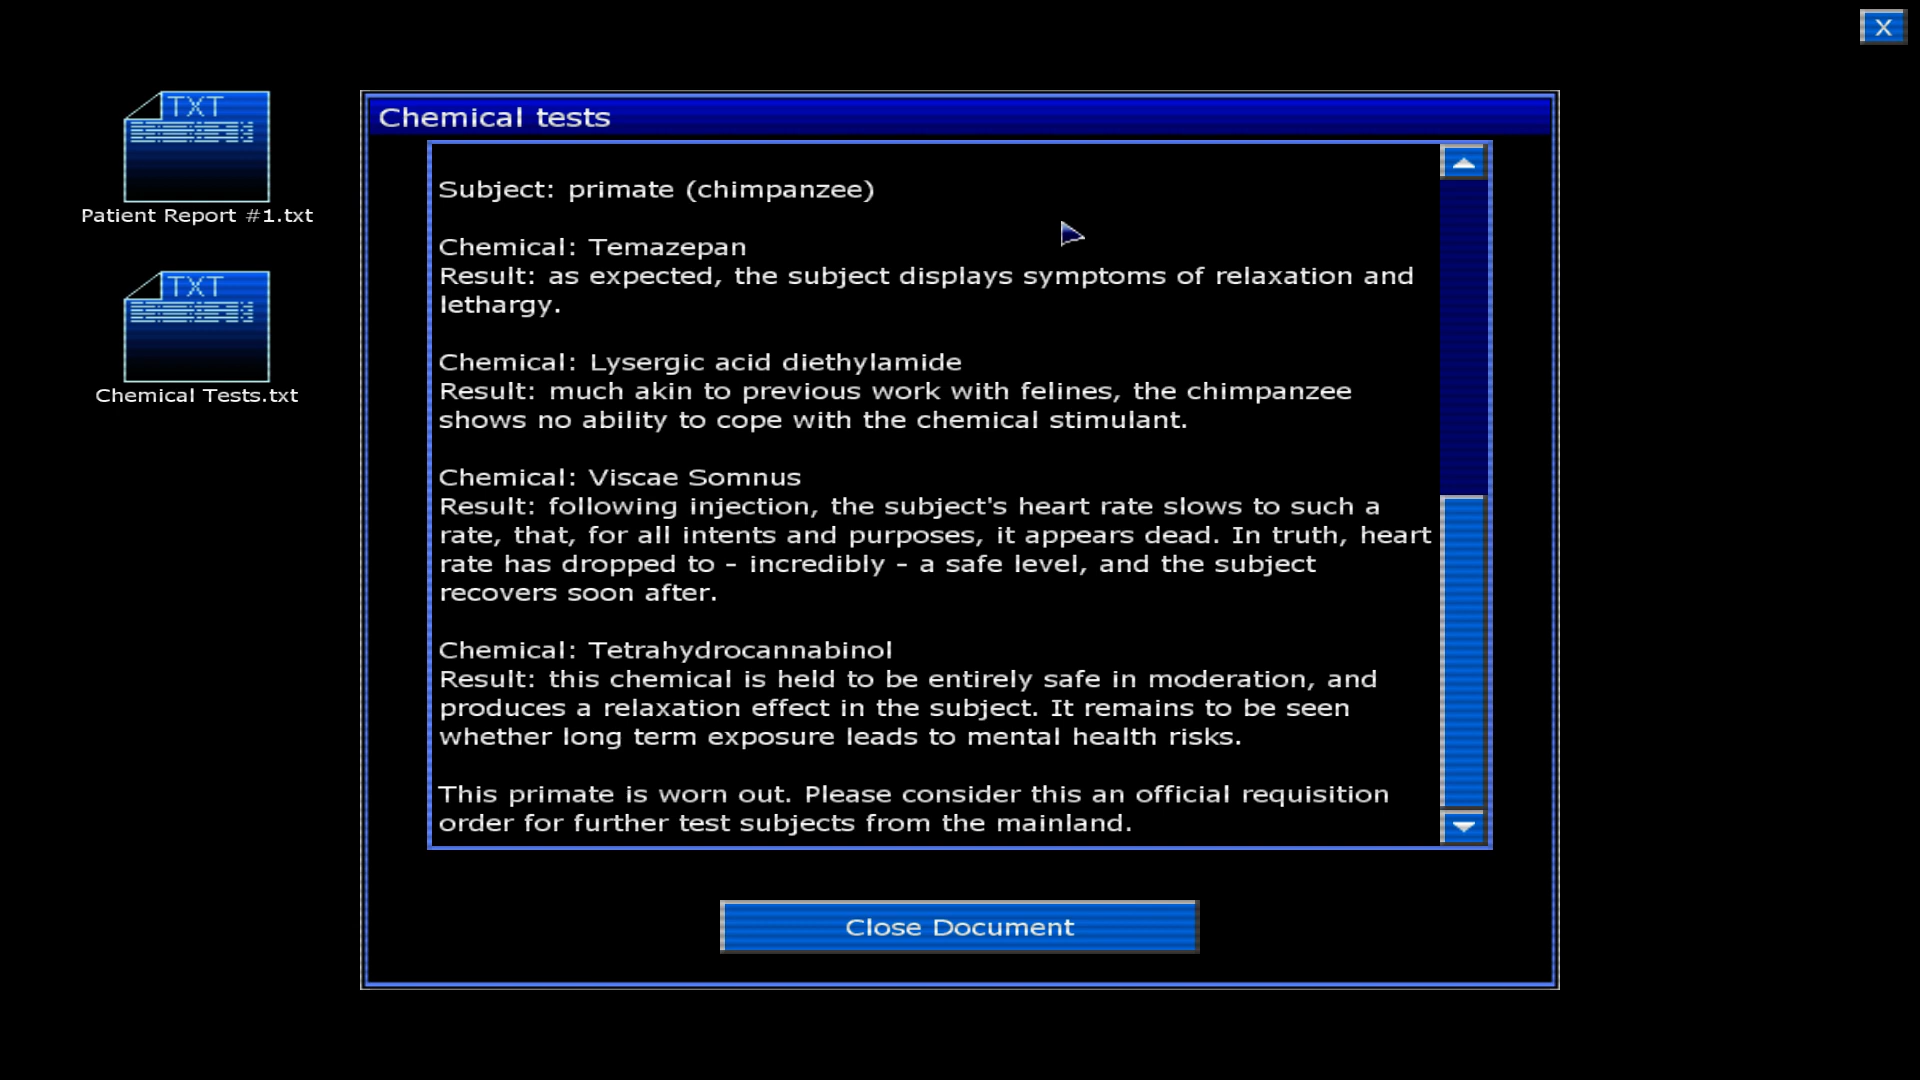 X
TXT
Patient Report #1.txt
TXT
Chemical Tests.txt
Chemical tests
Subject: primate (chimpanzee)
Chemical: Temazepan
Result: as expected, the subject displays symptoms of relaxation and
lethargy.
Chemical: Lysergic acid diethylamide
Result: much akin to previous work with felines, the chimpanzee
shows no ability to cope with the chemical stimulant.
Chemical: Viscae Somnus
Result: following injection, the subject's heart rate slows to such a
rate, that, for all intents and purposes, it appears dead. In truth, heart
rate has dropped to - incredibly - a safe level, and the subject
recovers soon after.
Chemical: Tetrahydrocannabinol
Result: this chemical is held to be entirely safe in moderation, and
produces a relaxation effect in the subject. It remains to be seen
whether long term exposure leads to mental health risks.
This primate is worn out. Please consider this an official requisition
order for further test subjects from the mainland.
Close Document